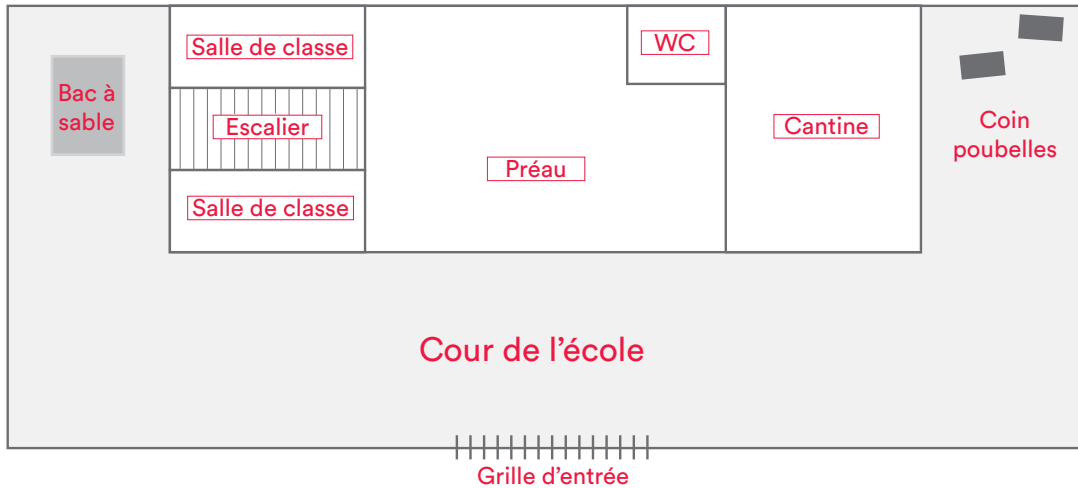 Salle de classe
WC
Bac à
sable
Escalier
Cantine
Coin
poubelles
Préau
Salle de classe
Cour de l’école
Grille d’entrée